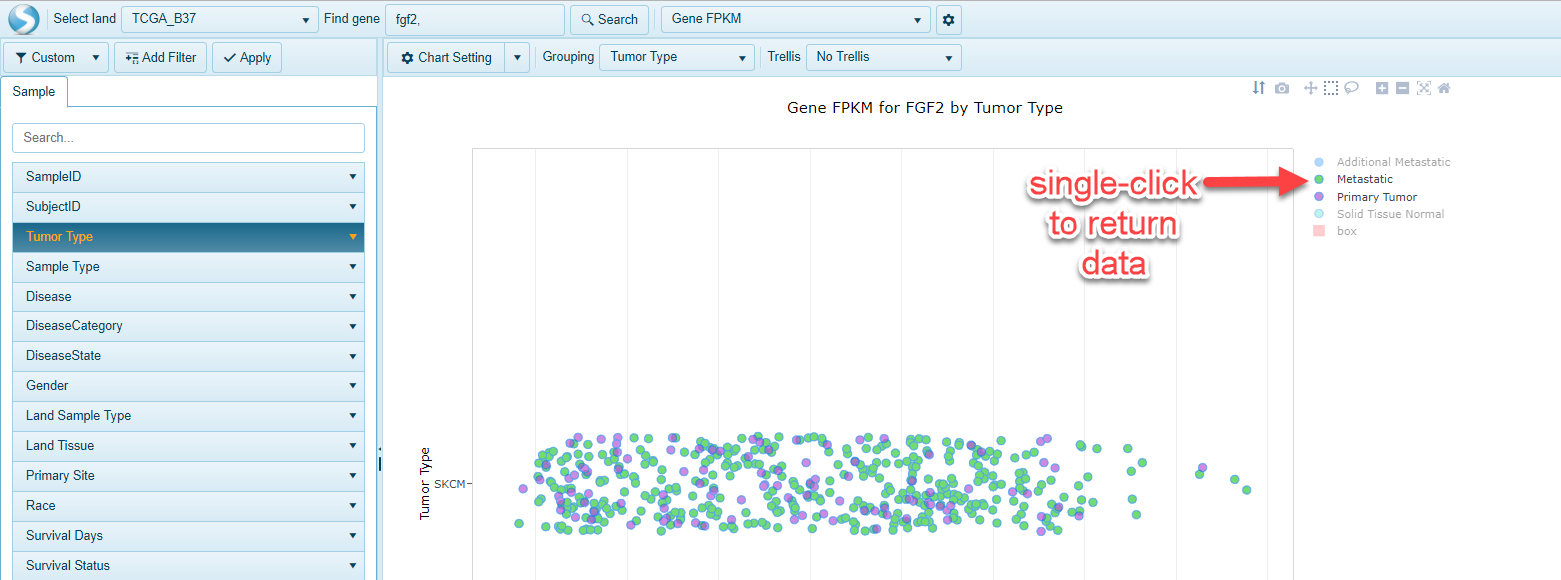 Select land TCGA_B37 Find gene fgf2, Search Gene FPKM
Custom Add Filter Apply Chart Setting Grouping Tumor Type Trellis No Trellis
Sample
Search...
SampleID
SubjectID
Tumor Type
Sample Type
Disease
DiseaseCategory
DiseaseState
Gender
Land Sample Type
Land Tissue
Primary Site
Race
Survival Days
Survival Status
Gene FPKM for FGF2 by Tumor Type
single-click
to return
data
Additional Metastatic
Metastatic
Primary Tumor
Solid Tissue Normal
box
Tumor Type
SKCM